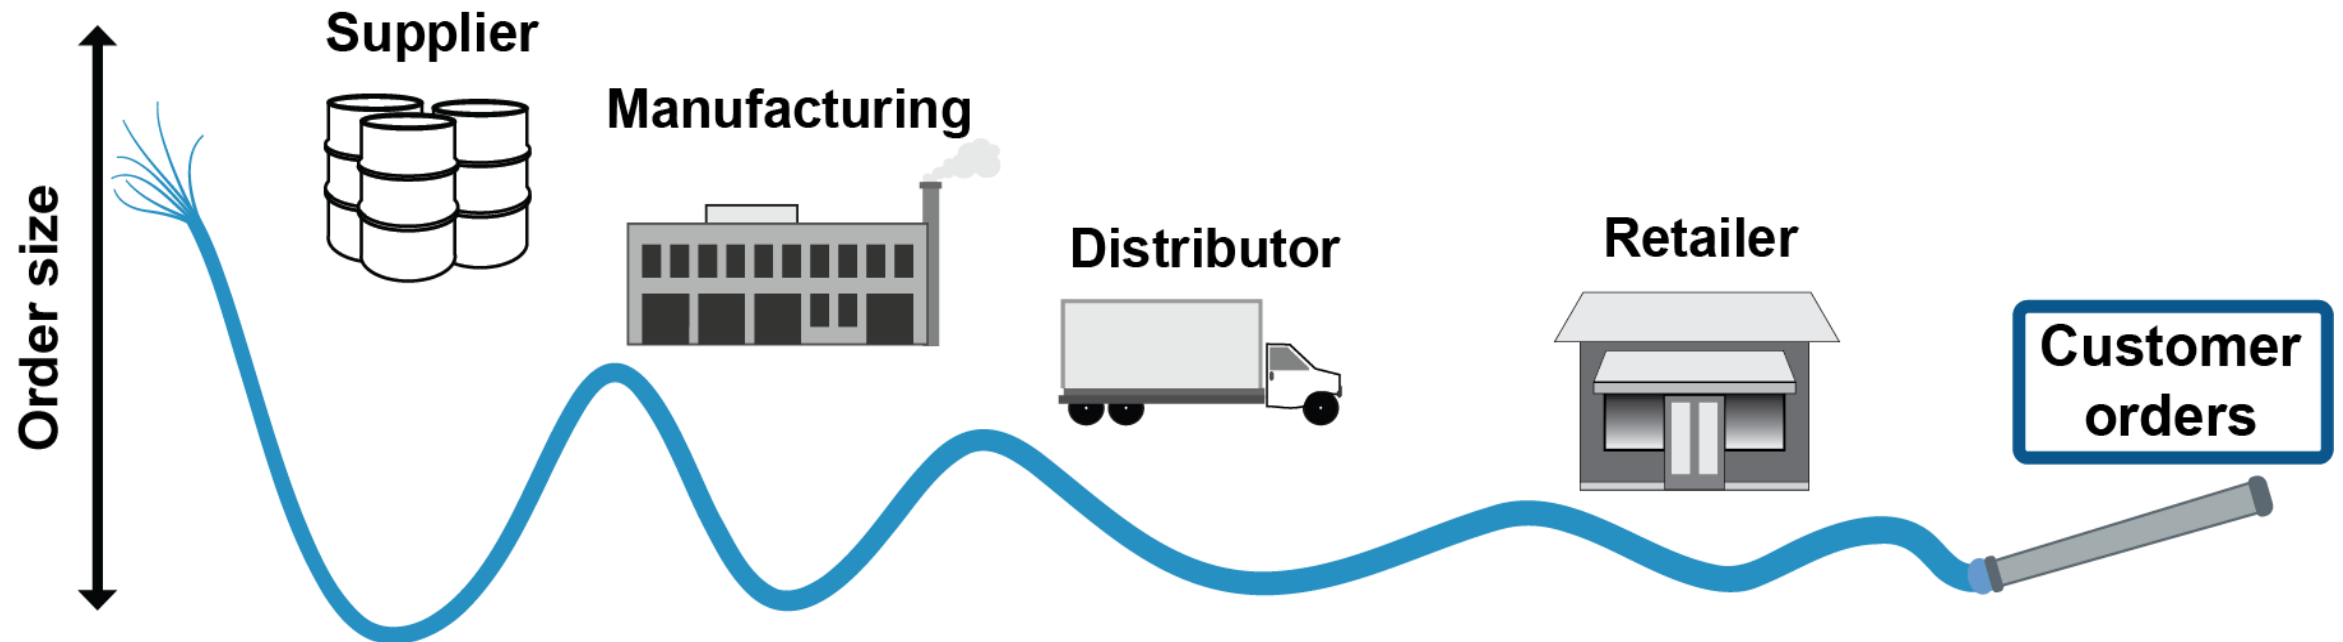 Order size
Supplier
Manufacturing
Distributor
Retailer
Customer
orders